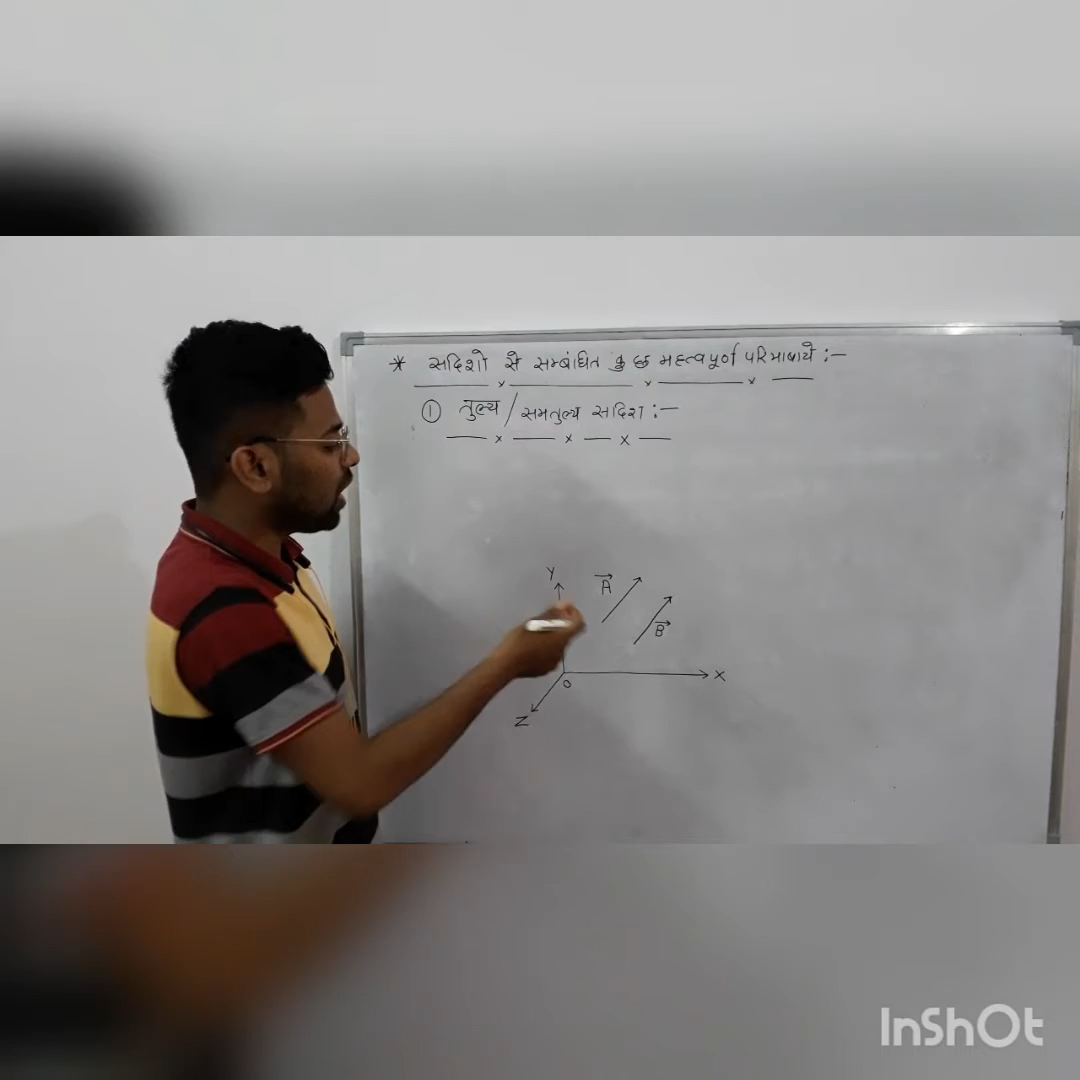 * सदिशो से सम्बंधित कुछ महत्वपूर्ण परिभाषाये :-
① तुल्य / समतुल्य सदिश :-
Y
A
B
X
O
Z
InShOt